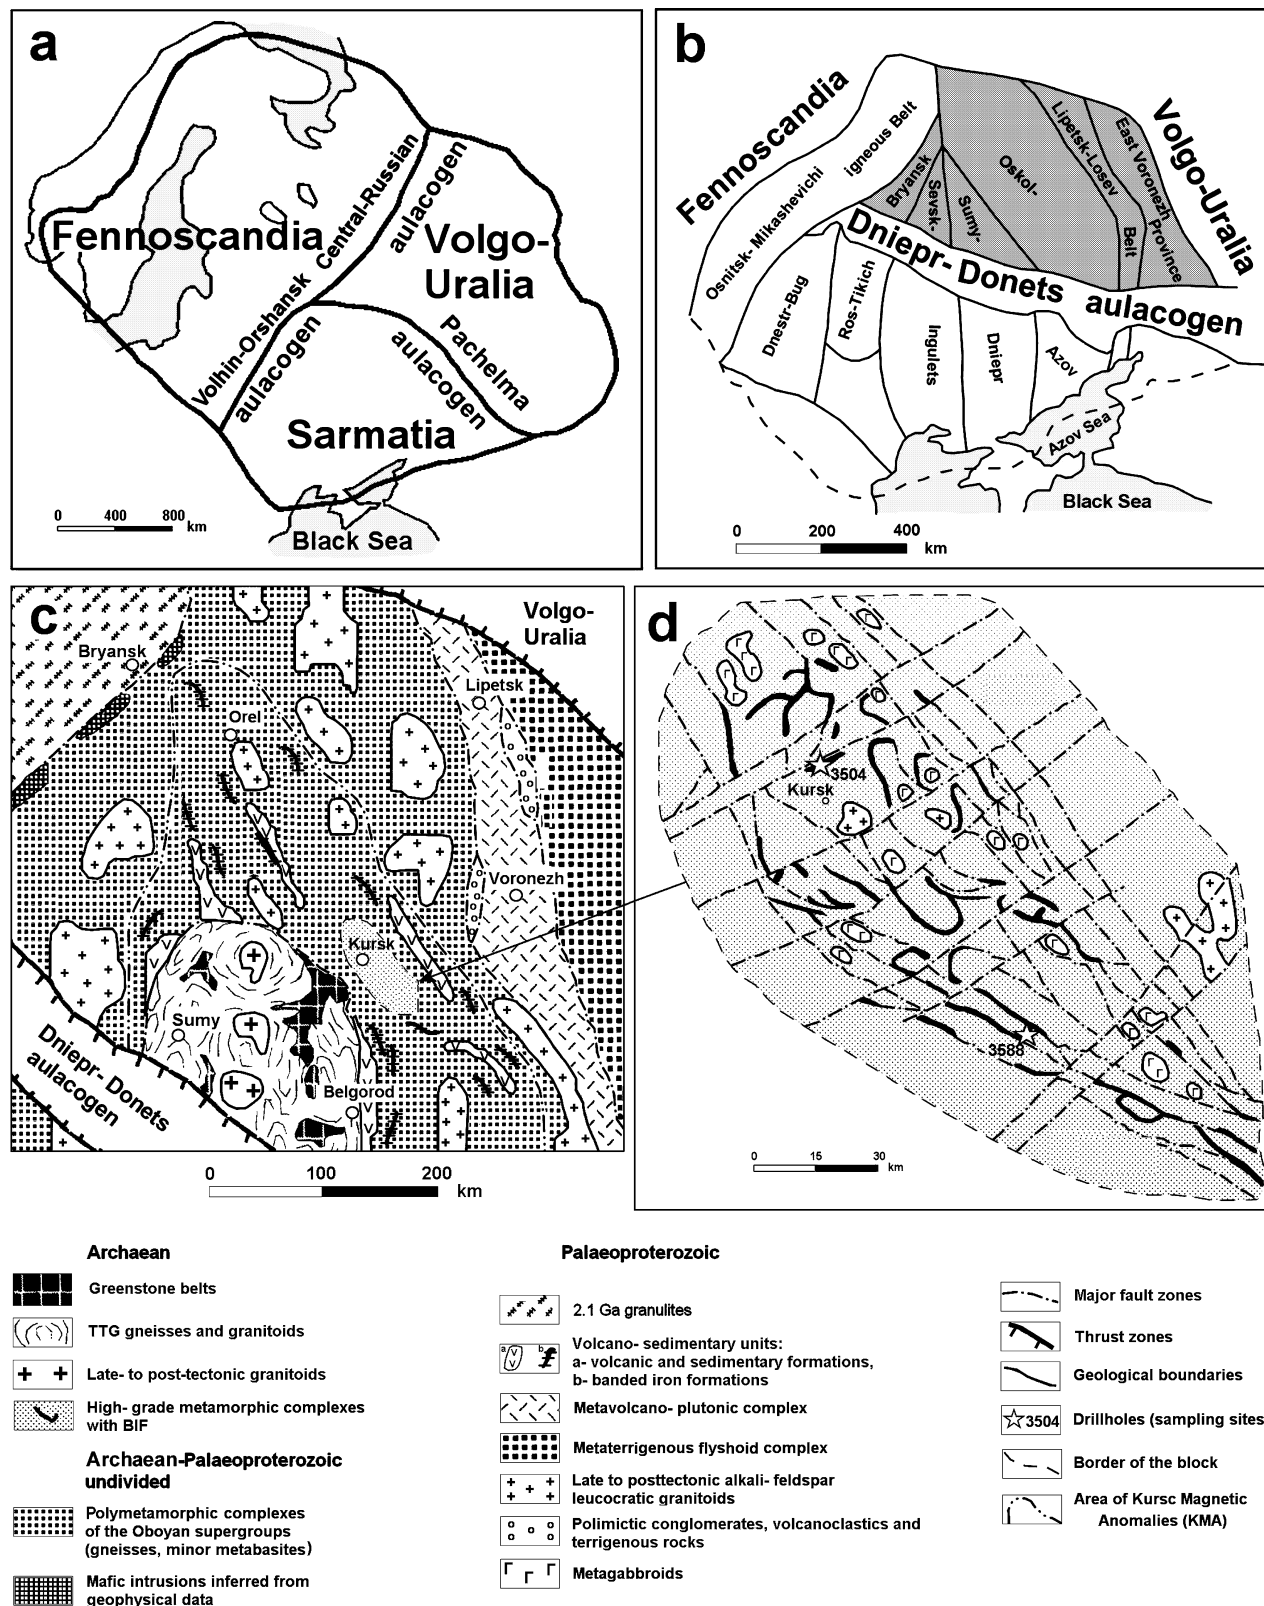 a
Fennoscandia
Central-Russian
aulacogen
Volgo-
Uralia
Volhin-Orshansk
aulacogen
Pachelma
aulacogen
Sarmatia
0 400 800 km
Black Sea
b
Fennoscandia
Volgo-Uralia
Osnitsk- Mikashevichi
igneous Belt
Bryansk
Sevsk-
Sumy-
Oskol-
Lipetsk-Losev
Belt
East Voronezh
Province
Dniepr- Donets aulacogen
Dnestr-Bug
Ros-Tikich
Ingulets
Dniepr
Azov
Azov Sea
Black Sea
0 200 400
km
c
Volgo-
Uralia
Bryansk
Lipetsk
Orel
Voronezh
Kursk
Sumy
Belgorod
Dniepr- Donets
aulacogen
0 100 200
km
d
3504
Kursk
3588
0 15 30
km
Archaean
Greenstone belts
TTG gneisses and granitoids
Late- to post-tectonic granitoids
High- grade metamorphic complexes
with BIF
Archaean-Palaeoproterozoic
undivided
Polymetamorphic complexes
of the Oboyan supergroups
(gneisses, minor metabasites)
Mafic intrusions inferred from
geophysical data
Palaeoproterozoic
2.1 Ga granulites
a b
Volcano- sedimentary units:
a- volcanic and sedimentary formations,
b- banded iron formations
Metavolcano- plutonic complex
Metaterrigenous flyshoid complex
Late to posttectonic alkali- feldspar
leucocratic granitoids
Polimictic conglomerates, volcanoclastics and
terrigenous rocks
Metagabbroids
Major fault zones
Thrust zones
Geological boundaries
3504 Drillholes (sampling sites
Border of the block
Area of Kursc Magnetic
Anomalies (KMA)